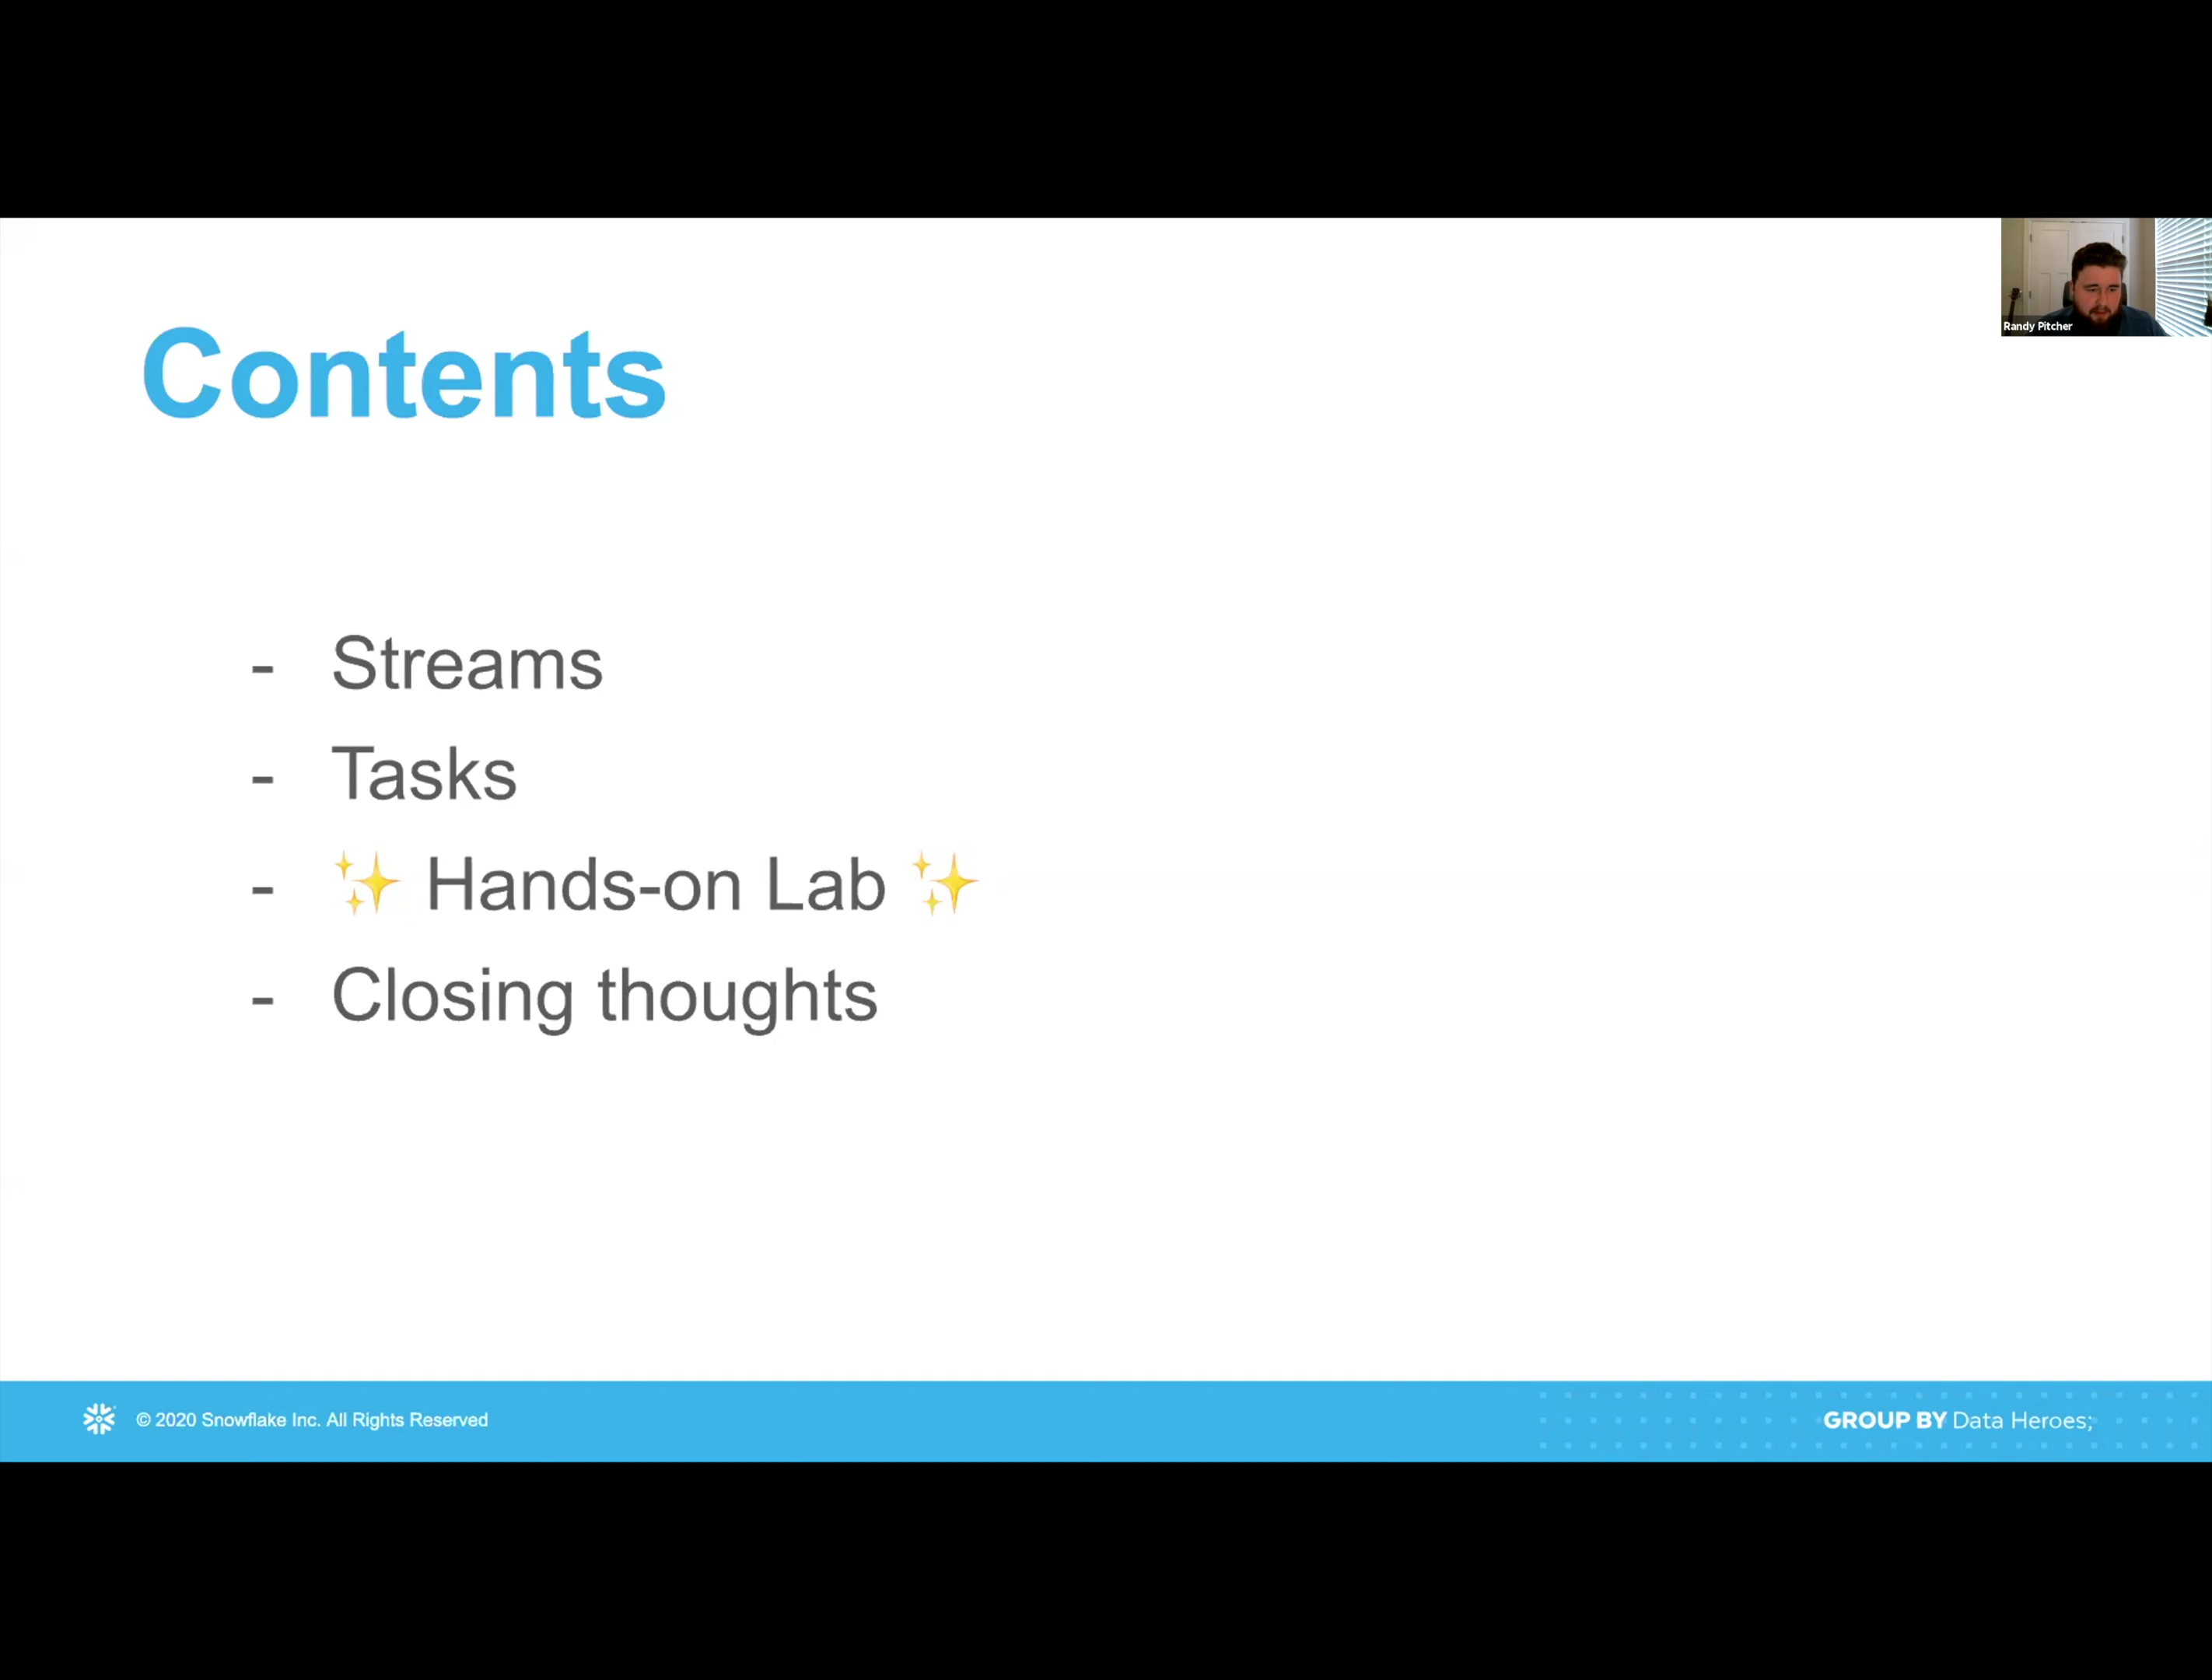 Randy Pitcher
Contents
- Streams
- Tasks
- ✨ Hands-on Lab ✨
- Closing thoughts
© 2020 Snowflake Inc. All Rights Reserved
GROUP BY Data Heroes;